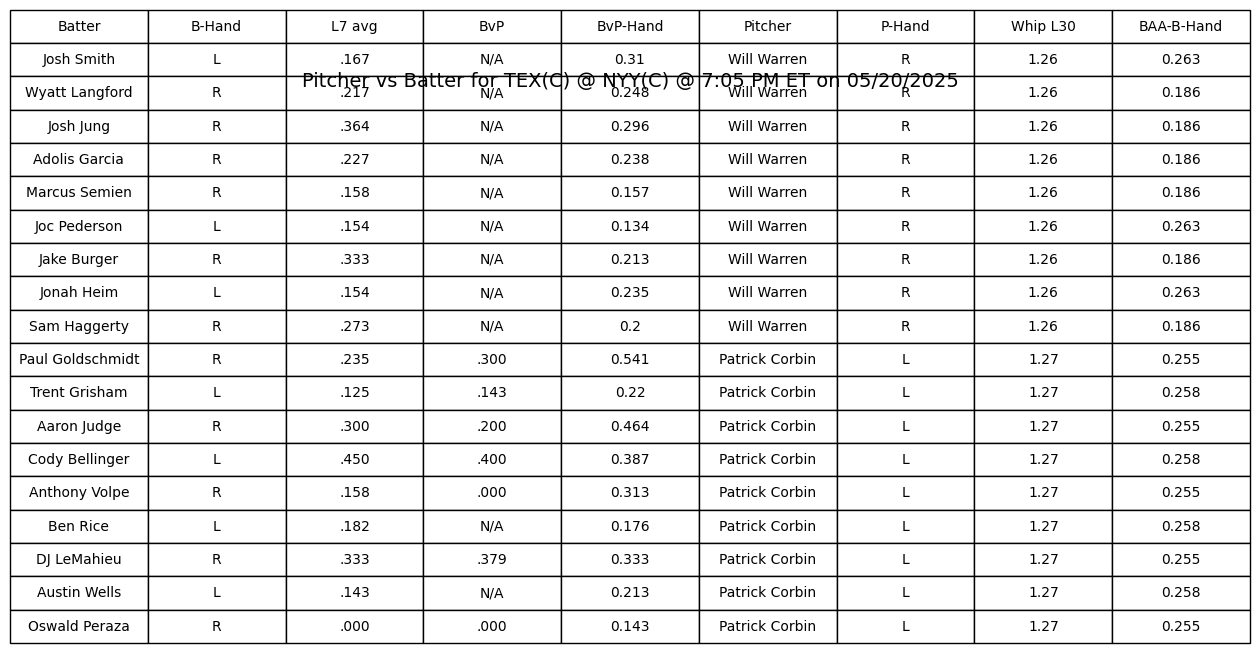 Batter B-Hand L7 avg BvP BvP-Hand Pitcher P-Hand Whip L30 BAA-B-Hand
Josh Smith L .167 N/A 0.31 Will Warren R 1.26 0.263
Pitcher vs Batter for TEX(C) @ NYY(C) @ 7:05 PM ET on 05/20/2025
Wyatt Langford R .217 N/A 0.248 Will Warren R 1.26 0.186
Josh Jung R .364 N/A 0.296 Will Warren R 1.26 0.186
Adolis Garcia R .227 N/A 0.238 Will Warren R 1.26 0.186
Marcus Semien R .158 N/A 0.157 Will Warren R 1.26 0.186
Joc Pederson L .154 N/A 0.134 Will Warren R 1.26 0.263
Jake Burger R .333 N/A 0.213 Will Warren R 1.26 0.186
Jonah Heim L .154 N/A 0.235 Will Warren R 1.26 0.263
Sam Haggerty R .273 N/A 0.2 Will Warren R 1.26 0.186
Paul Goldschmidt R .235 .300 0.541 Patrick Corbin L 1.27 0.255
Trent Grisham L .125 .143 0.22 Patrick Corbin L 1.27 0.258
Aaron Judge R .300 .200 0.464 Patrick Corbin L 1.27 0.255
Cody Bellinger L .450 .400 0.387 Patrick Corbin L 1.27 0.258
Anthony Volpe R .158 .000 0.313 Patrick Corbin L 1.27 0.255
Ben Rice L .182 N/A 0.176 Patrick Corbin L 1.27 0.258
DJ LeMahieu R .333 .379 0.333 Patrick Corbin L 1.27 0.255
Austin Wells L .143 N/A 0.213 Patrick Corbin L 1.27 0.258
Oswald Peraza R .000 .000 0.143 Patrick Corbin L 1.27 0.255